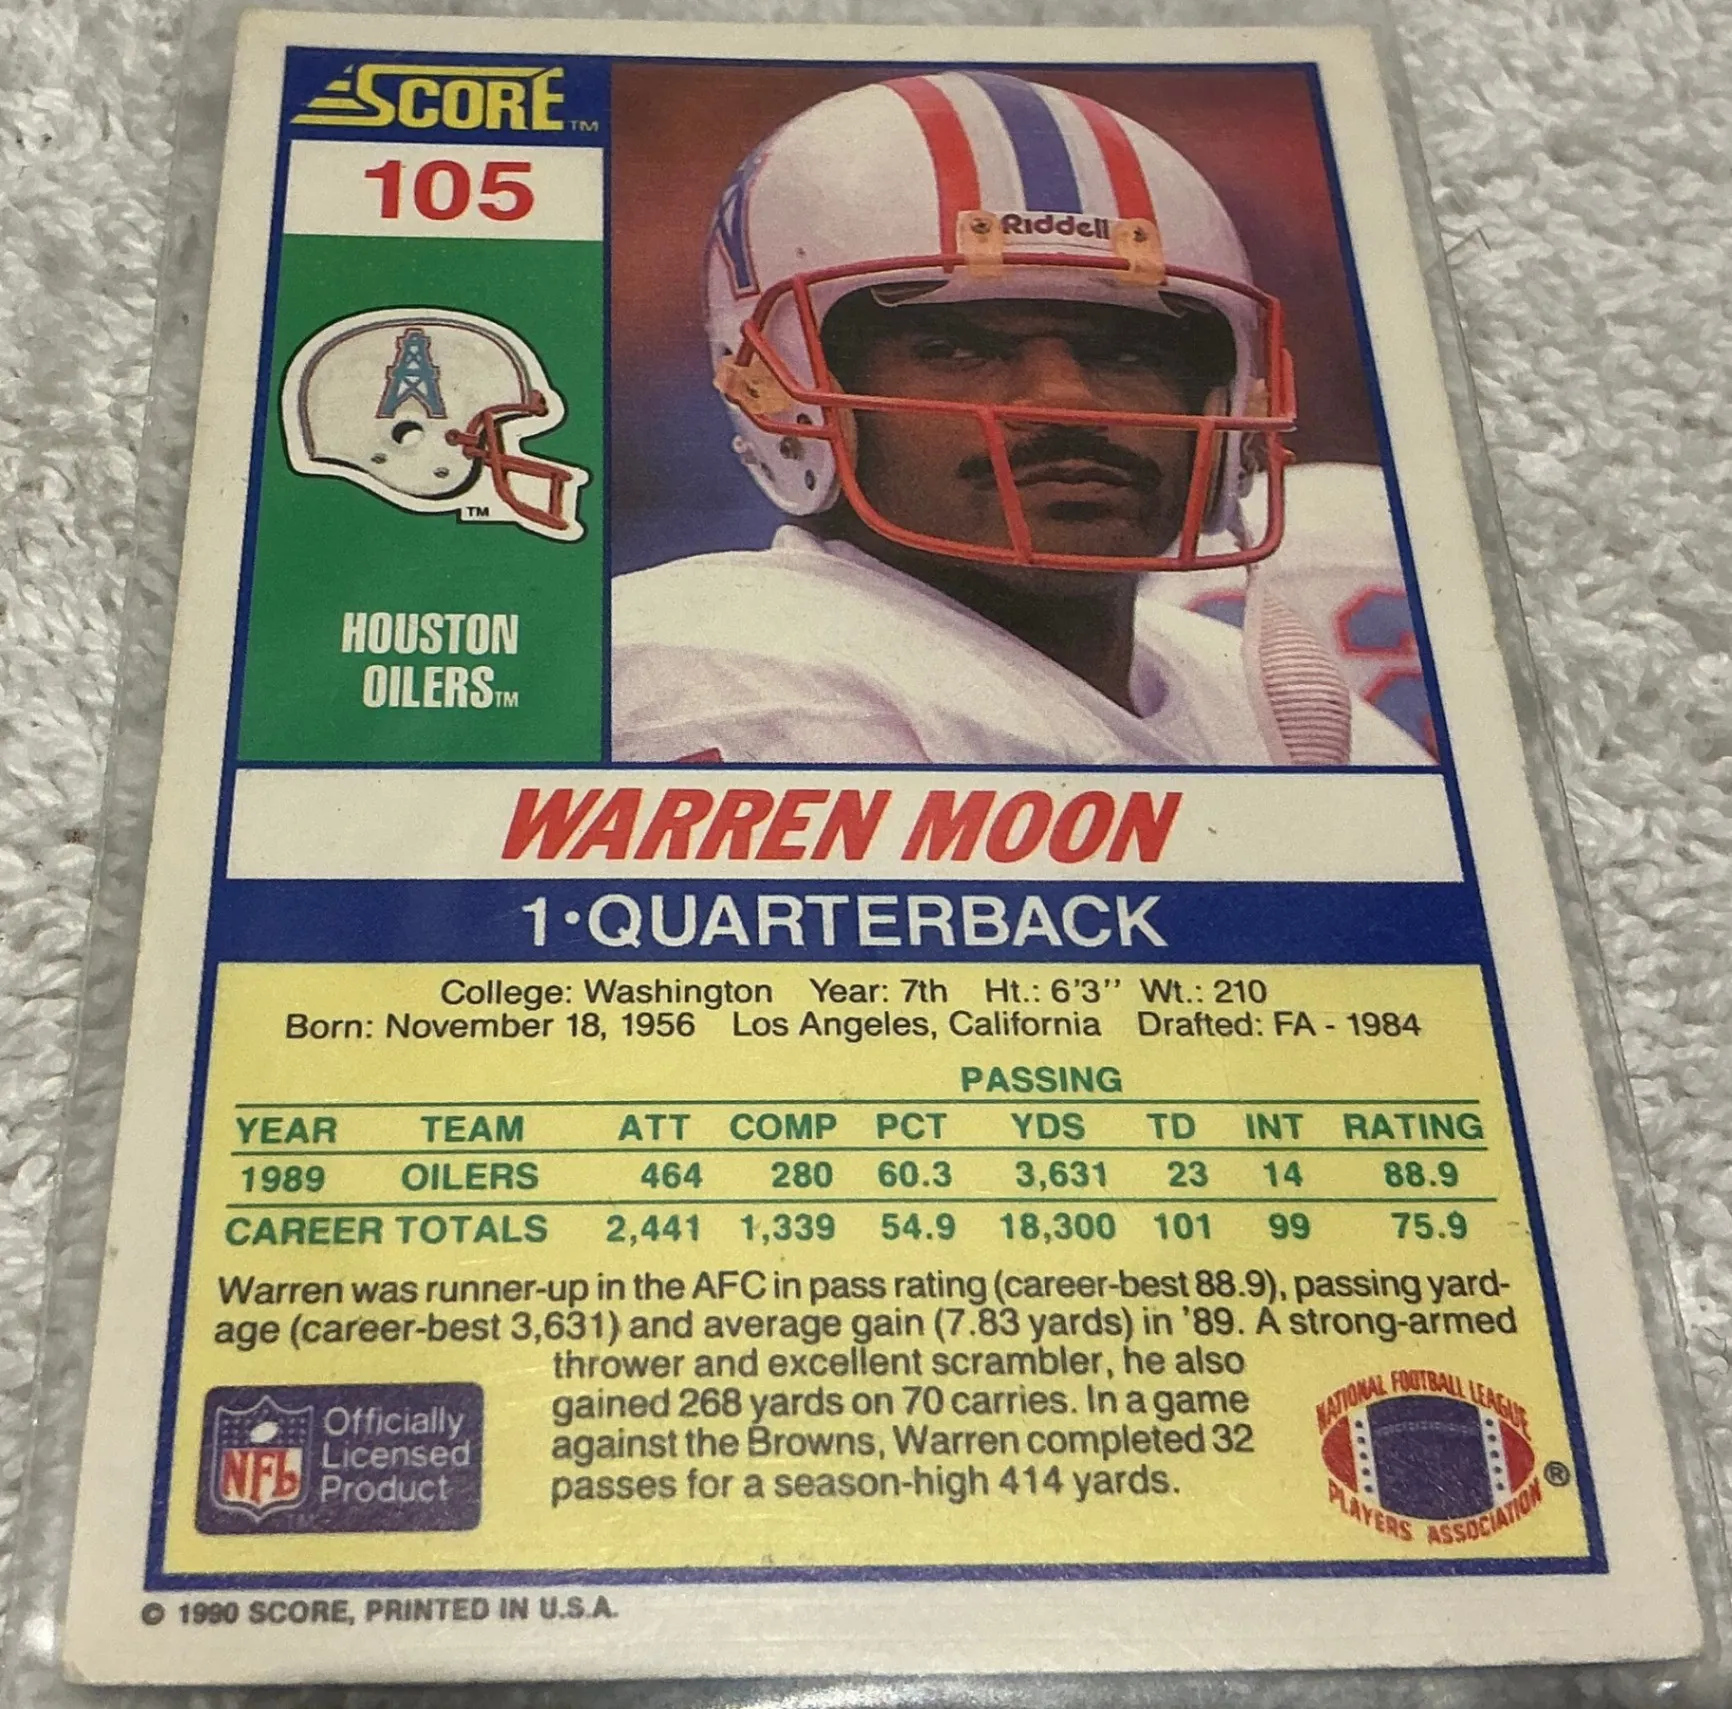 SCORE™
105
Riddell
TM
HOUSTON
OILERS™
WARREN MOON
1•QUARTERBACK
College: Washington Year: 7th Ht.: 6'3'' Wt.: 210
Born: November 18, 1956 Los Angeles, California Drafted: FA - 1984
PASSING
YEAR TEAM ATT COMP PCT YDS TD INT RATING
1989 OILERS 464 280 60.3 3,631 23 14 88.9
CAREER TOTALS 2,441 1,339 54.9 18,300 101 99 75.9
Warren was runner-up in the AFC in pass rating (career-best 88.9), passing yard-
age (career-best 3,631) and average gain (7.83 yards) in '89. A strong-armed
thrower and excellent scrambler, he also
gained 268 yards on 70 carries. In a game
against the Browns, Warren completed 32
passes for a season-high 414 yards.
NFL
Officially
Licensed
Product
TM
NATIONAL FOOTBALL LEAGUE
PLAYERS ASSOCIATION
®
© 1990 SCORE, PRINTED IN U.S.A.